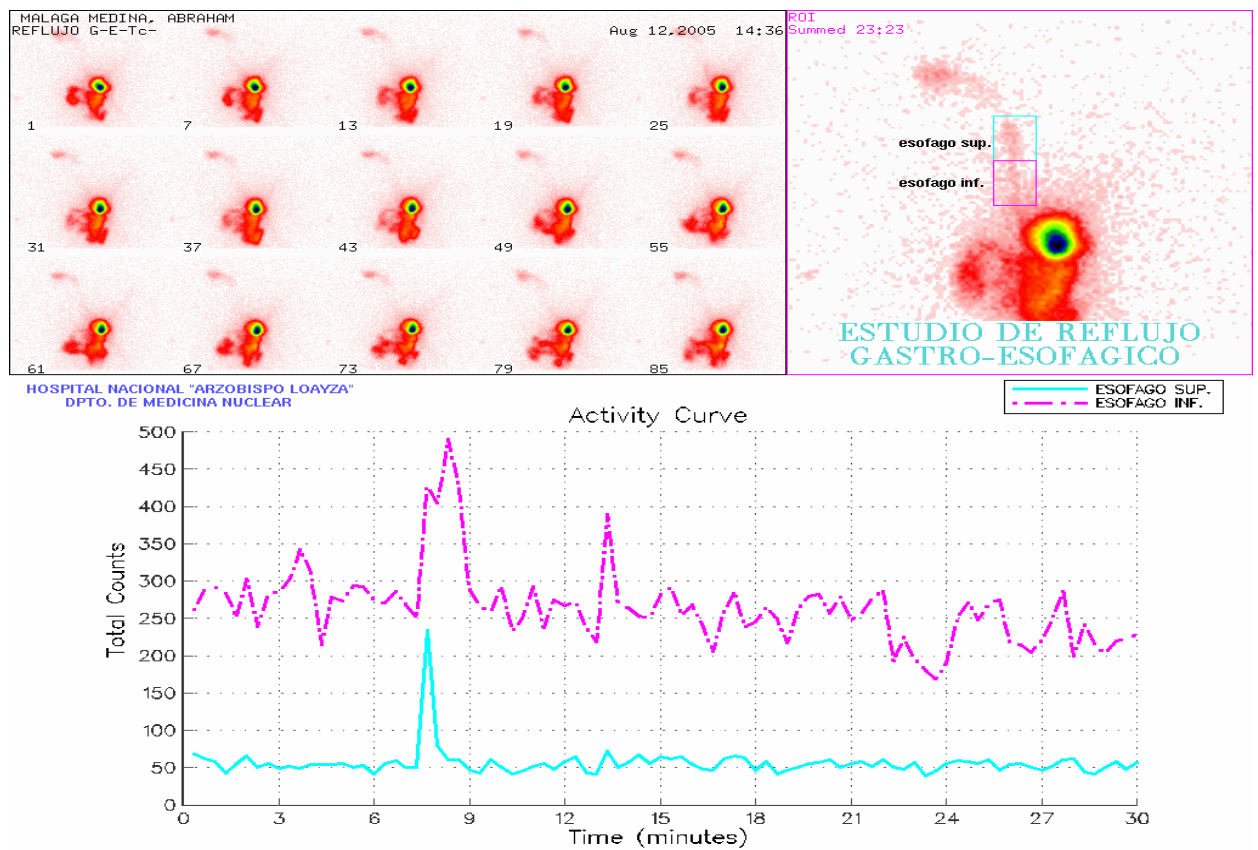 MALAGA MEDINA, ABRAHAM
REFLUJO G-E-Tc-
Aug 12,2005 14:36
1 7 13 19 25
31 37 43 49 55
61 67 73 79 85
ROI
Summed 23:23
esofago sup.
esofago inf.
ESTUDIO DE REFLUJO
GASTRO-ESOFAGICO
HOSPITAL NACIONAL "ARZOBISPO LOAYZA"
DPTO. DE MEDICINA NUCLEAR
ESOFAGO SUP.
ESOFAGO INF.
Activity Curve
Total Counts
500
450
400
350
300
250
200
150
100
50
0
0 3 6 9 12 15 18 21 24 27 30
Time (minutes)